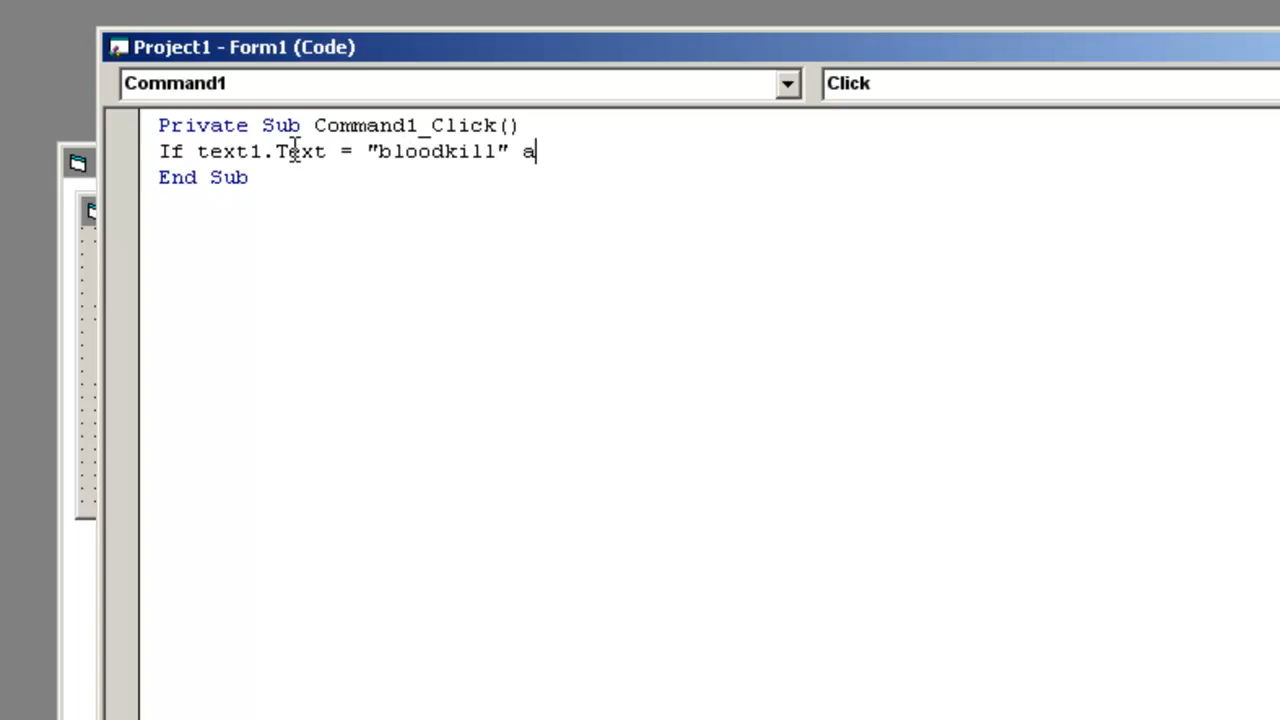 Project1 - Form1 (Code)
Command1
Click
Private Sub Command1_Click()
If text1.Text = "bloodkill" a
End Sub